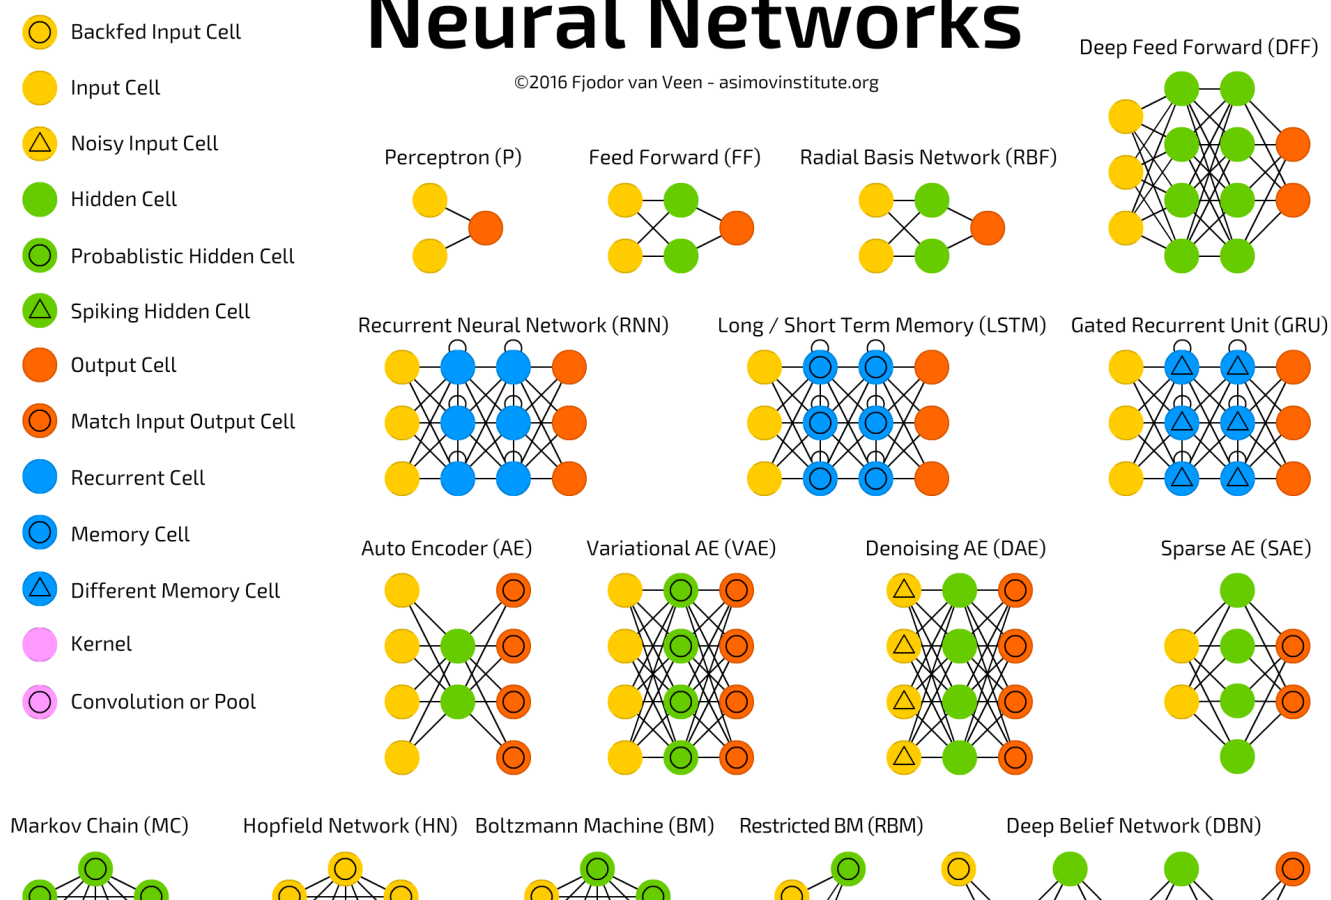 Neural Networks
©2016 Fjodor van Veen - asimovinstitute.org
Backfed Input Cell
Input Cell
Noisy Input Cell
Hidden Cell
Probablistic Hidden Cell
Spiking Hidden Cell
Output Cell
Match Input Output Cell
Recurrent Cell
Memory Cell
Different Memory Cell
Kernel
Convolution or Pool
Deep Feed Forward (DFF)
Perceptron (P)
Feed Forward (FF)
Radial Basis Network (RBF)
Recurrent Neural Network (RNN)
Long / Short Term Memory (LSTM)
Gated Recurrent Unit (GRU)
Auto Encoder (AE)
Variational AE (VAE)
Denoising AE (DAE)
Sparse AE (SAE)
Markov Chain (MC)
Hopfield Network (HN)
Boltzmann Machine (BM)
Restricted BM (RBM)
Deep Belief Network (DBN)